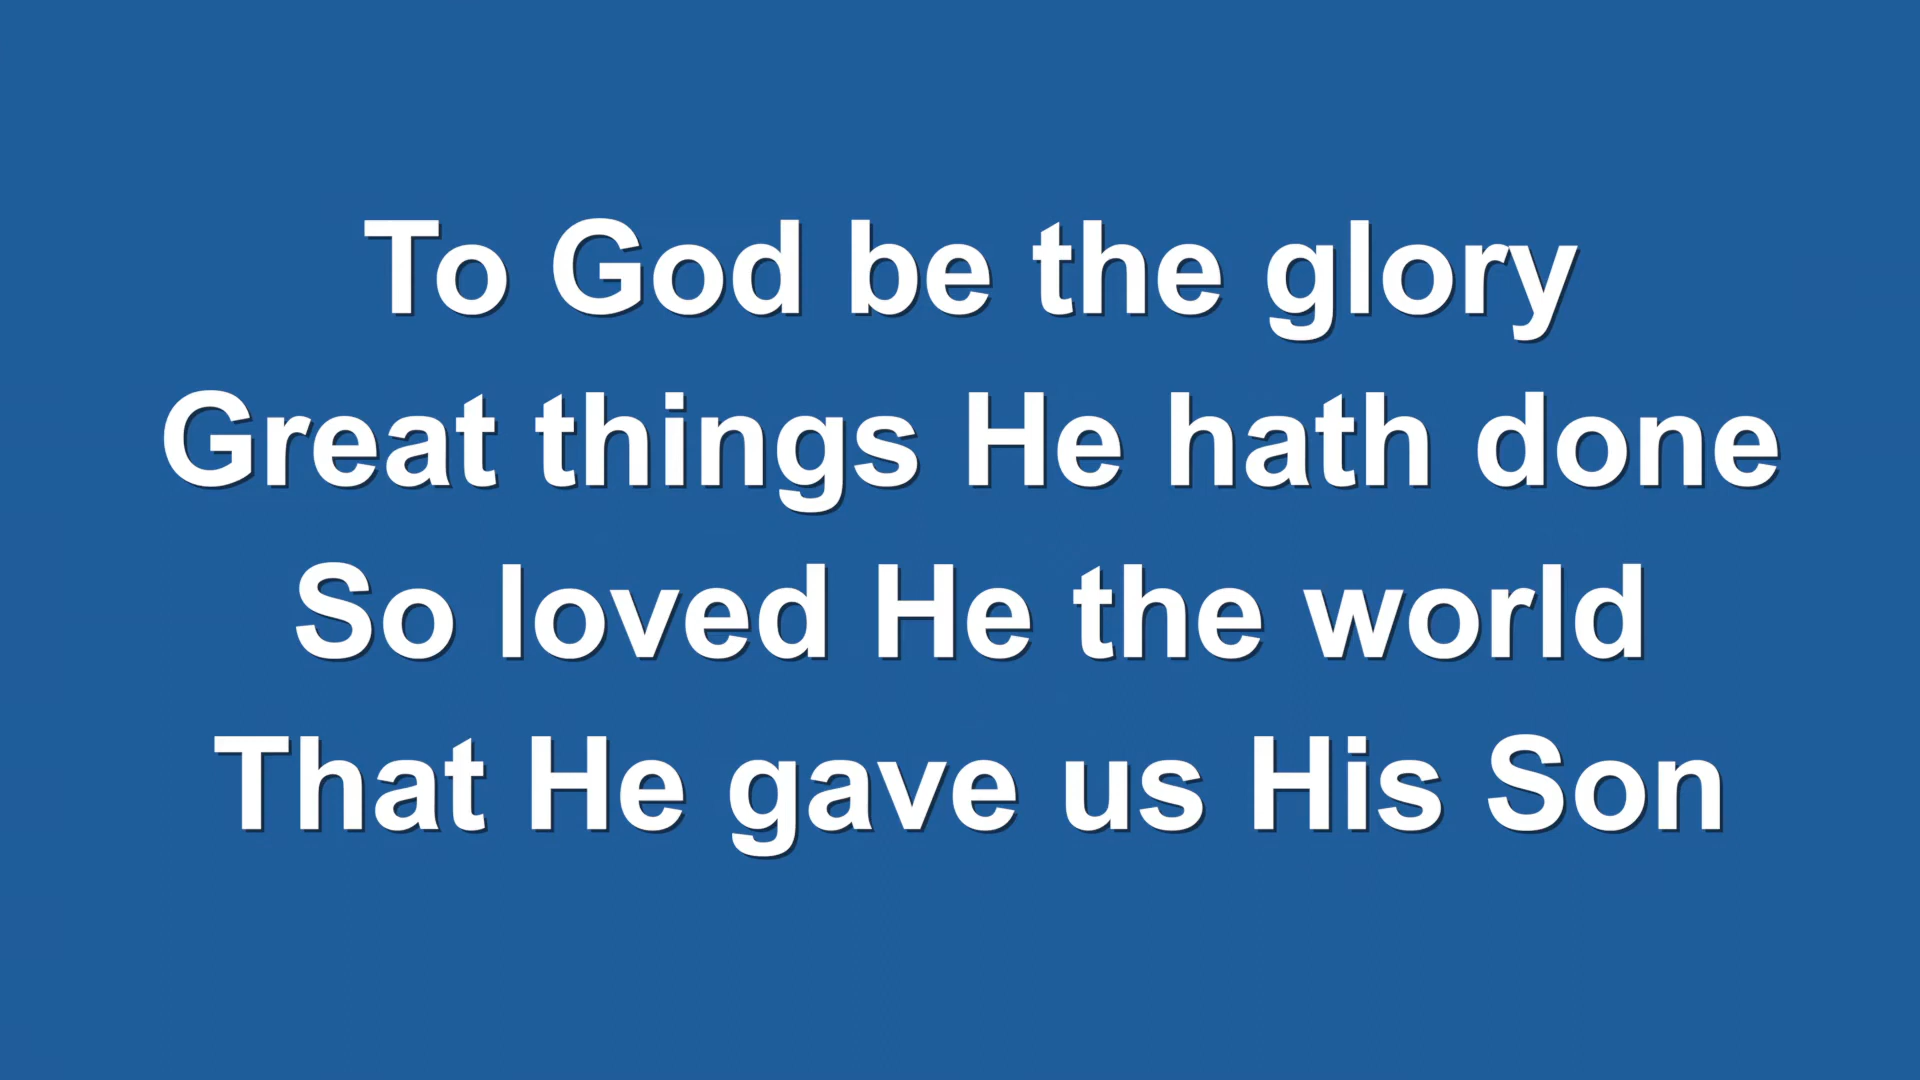 To God be the glory
Great things He hath done
So loved He the world
That He gave us His Son